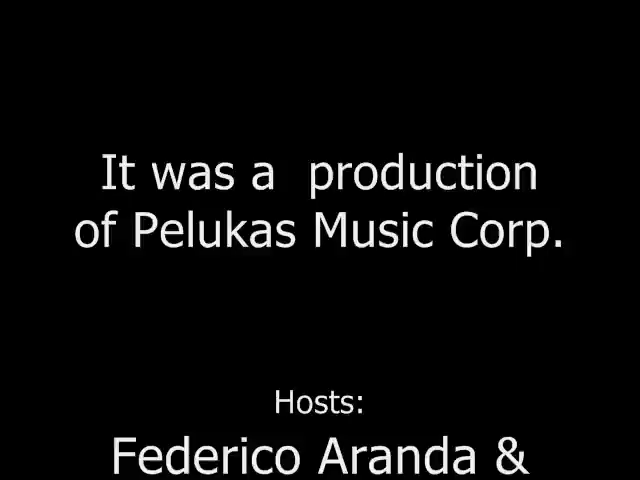 It was a  production
of Pelukas Music Corp.
Hosts:
Federico Aranda &